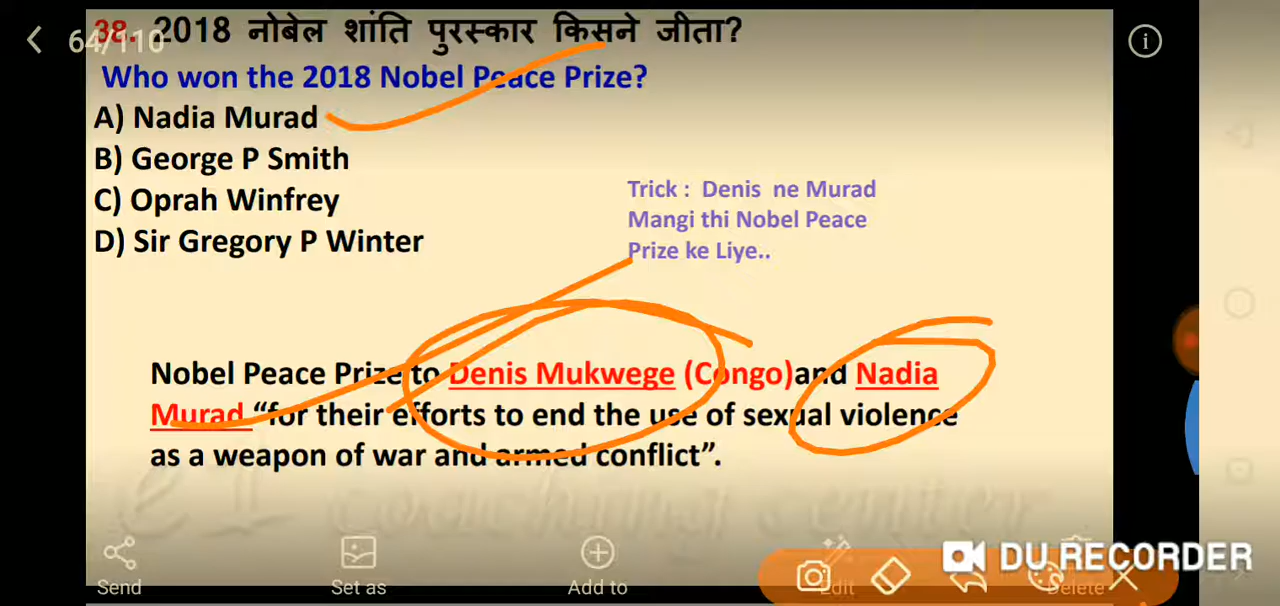 38. 2018 नोबेल शांति पुरस्कार किसने जीता?
64/110
Who won the 2018 Nobel Peace Prize?
A) Nadia Murad
B) George P Smith
C) Oprah Winfrey
D) Sir Gregory P Winter
Trick : Denis ne Murad
Mangi thi Nobel Peace
Prize ke Liye..
Nobel Peace Prize to Denis Mukwege (Congo)and Nadia
Murad “for their efforts to end the use of sexual violence
as a weapon of war and armed conflict”.
DU RECORDER
Send Set as Add to Edit Delete